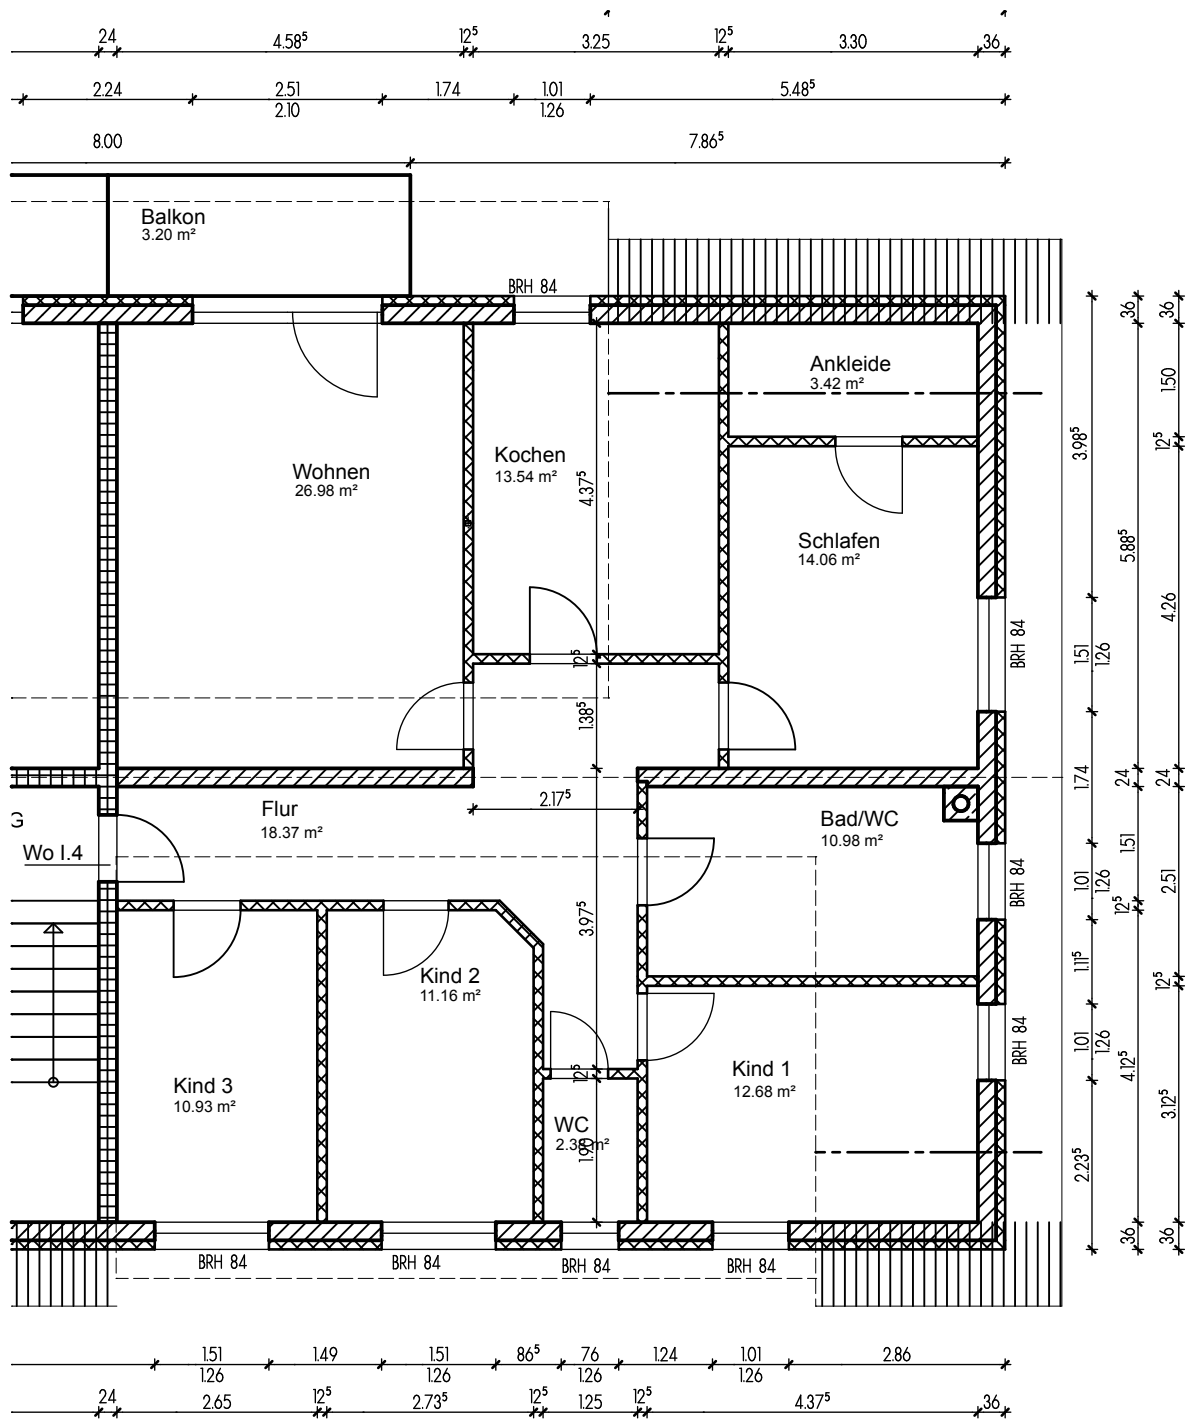 24 4.58⁵ 12⁵ 3.25 12⁵ 3.30 36
2.24 2.51 1.74 1.01 5.48⁵
2.10 1.26
8.00 7.86⁵
Balkon
3.20 m²
BRH 84
36 36
Ankleide
3.42 m²
1.50
3.98⁵
12⁵
Wohnen
26.98 m²
Kochen
13.54 m²
4.37⁵
Schlafen
14.06 m²
5.88⁵
4.26
BRH 84
1.51
1.26
12⁵
1.38⁵
1.74
24 24
2.17⁵
Flur
18.37 m²
Bad/WC
10.98 m²
G
Wo I.4
1.51
2.51
BRH 84
1.01
1.26
12⁵
3.97⁵
1.11⁵
12⁵
Kind 2
11.16 m²
BRH 84
1.01
1.26
4.12⁵
3.12⁵
Kind 1
12.68 m²
Kind 3
10.93 m²
12⁵
WC
2.38 m²
1.90
2.23⁵
36 36
BRH 84 BRH 84 BRH 84 BRH 84
1.51 1.49 1.51 86⁵ 76 1.24 1.01 2.86
1.26 1.26 1.26 1.26
24 2.65 12⁵ 2.73⁵ 12⁵ 1.25 12⁵ 4.37⁵ 36